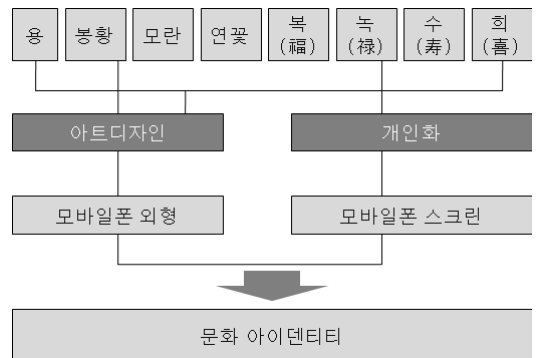 용 봉황 모란 연꽃 복 녹 수 희
(福) (禄) (寿) (喜)
아트디자인 개인화
모바일폰 외형 모바일폰 스크린
문화 아이덴티티